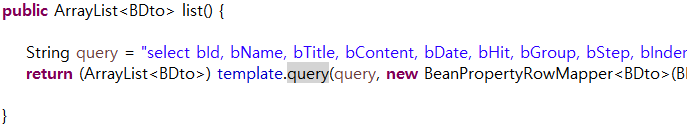 public ArrayList<BDto> list() {
String query = "select bId, bName, bTitle, bContent, bDate, bHit, bGroup, bStep, bInden
return (ArrayList<BDto>) template.query(query, new BeanPropertyRowMapper<BDto>(B
}